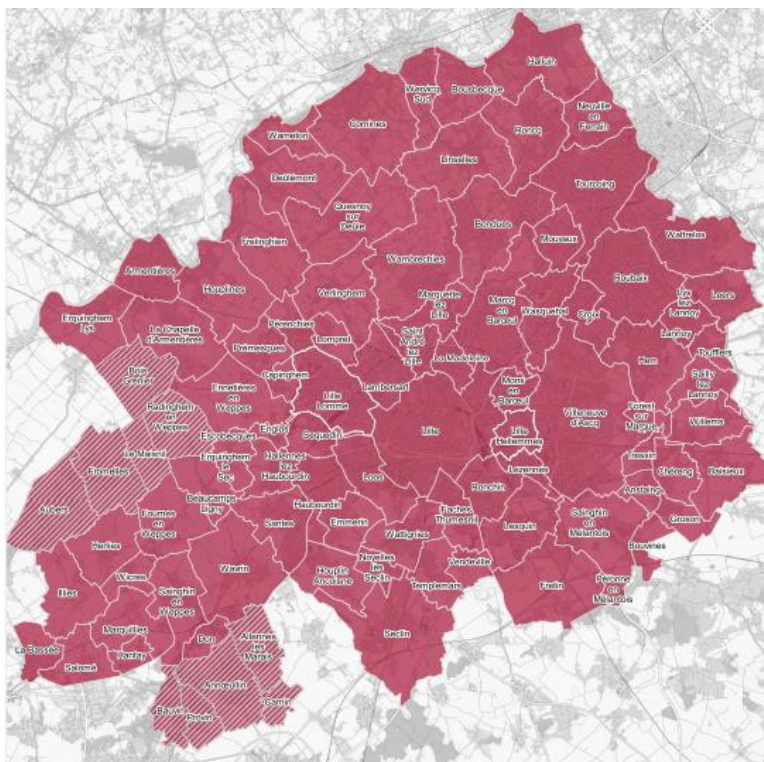 Halluin
Wervicq
Sud
Bousbecque
Neuville
en
Ferrain
Comines
Roncq
Warneton
Linselles
Deûlémont
Tourcoing
Quesnoy
sur
Deûle
Bondues
Mouvaux
Wattrelos
Frelinghien
Wambrechies
Armentières
Roubaix
Houplines
Verlinghem
Marquette
lez
Lille
Marcq
en
Barœul
Wasquehal
Croix
Lys
lez
Lannoy
Leers
Erquinghem
Lys
La Chapelle
d'Armentières
Pérenchies
Prémesques
Lompret
Saint
André
lez
Lille
La Madeleine
Lannoy
Hem
Toufflers
Bois
Grenier
Capinghem
Sailly
lez
Lannoy
Ennetières
en
Weppes
Lille
Lomme
Lambersart
Mons
en
Barœul
Radinghem
en
Weppes
Villeneuve
d'Ascq
Forest
sur
Marque
Willems
Englos
Lille
Lille
Hellemmes
Escobecques
Sequedin
Le Maisnil
Fromelles
Erquinghem
le
Sec
Hallennes
lez
Haubourdin
Tressin
Chéreng
Baisieux
Loos
Lezennes
Ronchin
Anstaing
Aubers
Beaucamps
Ligny
Haubourdin
Fournes
en
Weppes
Santes
Emmerin
Faches
Thumesnil
Lesquin
Sainghin
en
Mélantois
Gruson
Wattignies
Bouvines
Herlies
Wavrin
Houplin
Ancoisne
Noyelles
lez
Seclin
Vendeville
Illies
Wicres
Sainghin
en
Weppes
Templemars
Fretin
Péronne
en
Mélantois
Marquillies
Seclin
La Bassée
Salomé
Hantay
Don
Allennes
les
Marais
Annœullin
Carnin
Bauvin
Provin